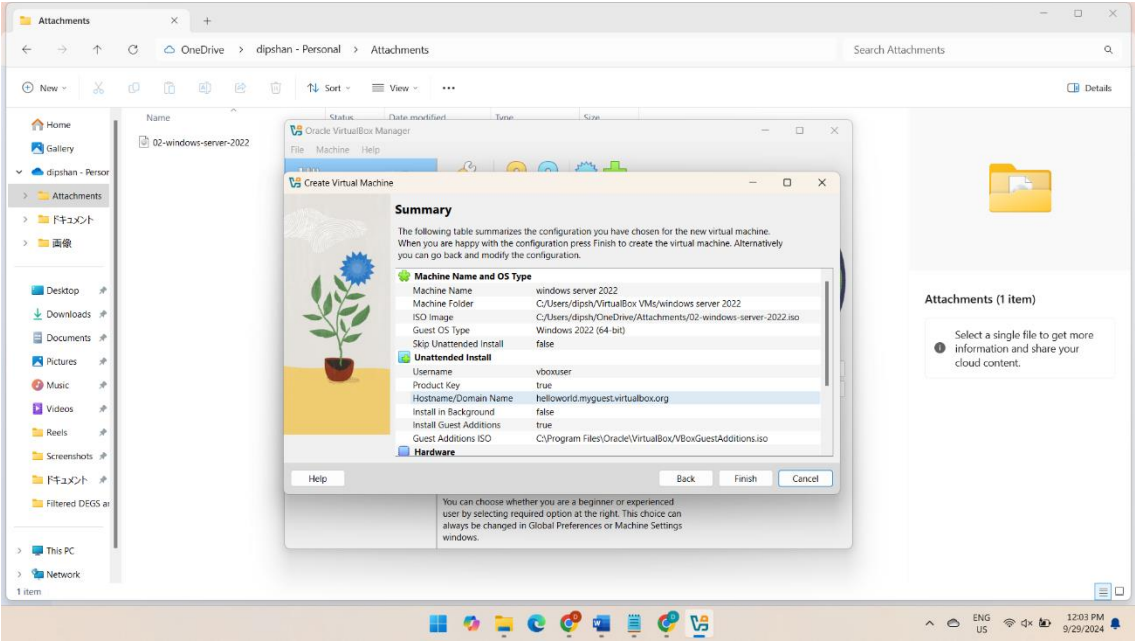 Attachments
OneDrive > dipshan - Personal > Attachments
Search Attachments
New
Sort
View
Details
Home
Gallery
dipshan - Persor
Attachments
ドキュメント
画像
Desktop
Downloads
Documents
Pictures
Music
Videos
Reels
Screenshots
ドキュメント
Filtered DEGS ar
This PC
Network
1 item
Name
Status
Date modified
Type
Size
02-windows-server-2022
Oracle VirtualBox Manager
File Machine Help
Create Virtual Machine
Summary
The following table summarizes the configuration you have chosen for the new virtual machine.
When you are happy with the configuration press Finish to create the virtual machine. Alternatively
you can go back and modify the configuration.
Machine Name and OS Type
Machine Name windows server 2022
Machine Folder C:/Users/dipsh/VirtualBox VMs/windows server 2022
ISO Image C:/Users/dipsh/OneDrive/Attachments/02-windows-server-2022.iso
Guest OS Type Windows 2022 (64-bit)
Skip Unattended Install false
Unattended Install
Username vboxuser
Product Key true
Hostname/Domain Name helloworld.myguest.virtualbox.org
Install in Background false
Install Guest Additions true
Guest Additions ISO C:\Program Files\Oracle\VirtualBox/VBoxGuestAdditions.iso
Hardware
Help
Back
Finish
Cancel
You can choose whether you are a beginner or experienced
user by selecting required option at the right. This choice can
always be changed in Global Preferences or Machine Settings
windows.
Attachments (1 item)
Select a single file to get more
information and share your
cloud content.
ENG
US
12:03 PM
9/29/2024